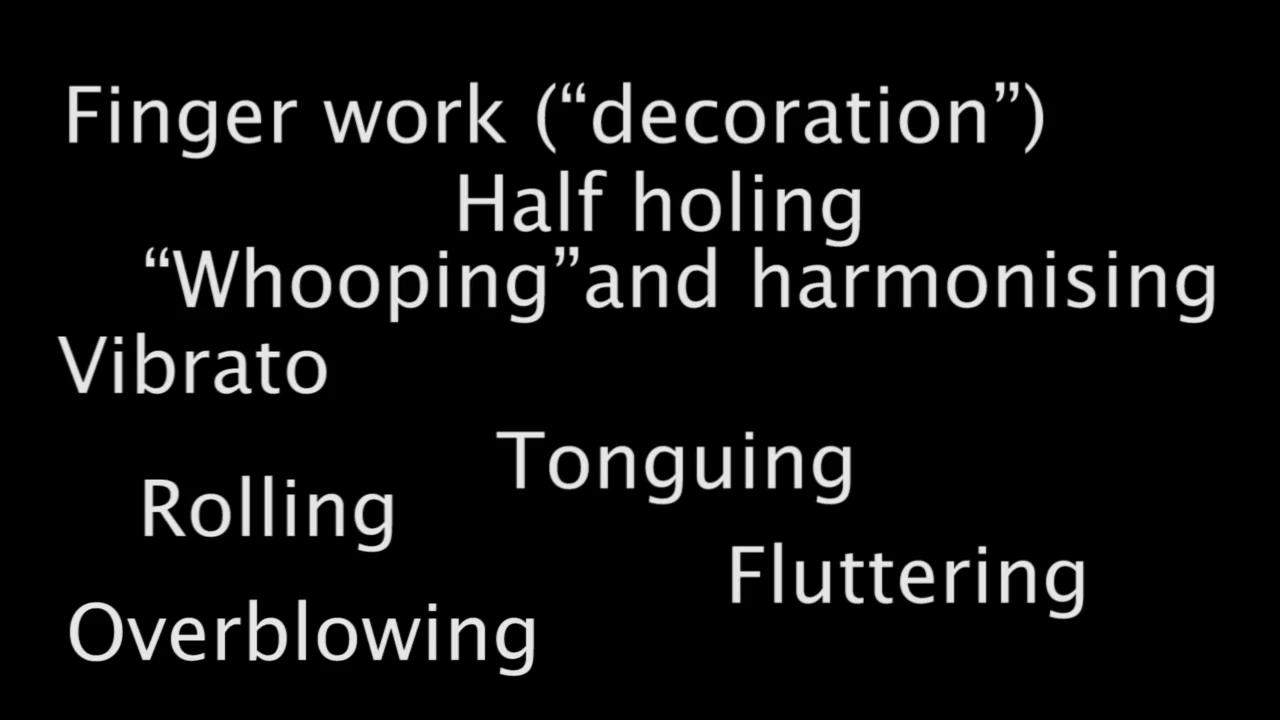 Finger work (“decoration”)
Half holing
“Whooping”and harmonising
Vibrato
Tonguing
Rolling
Fluttering
Overblowing